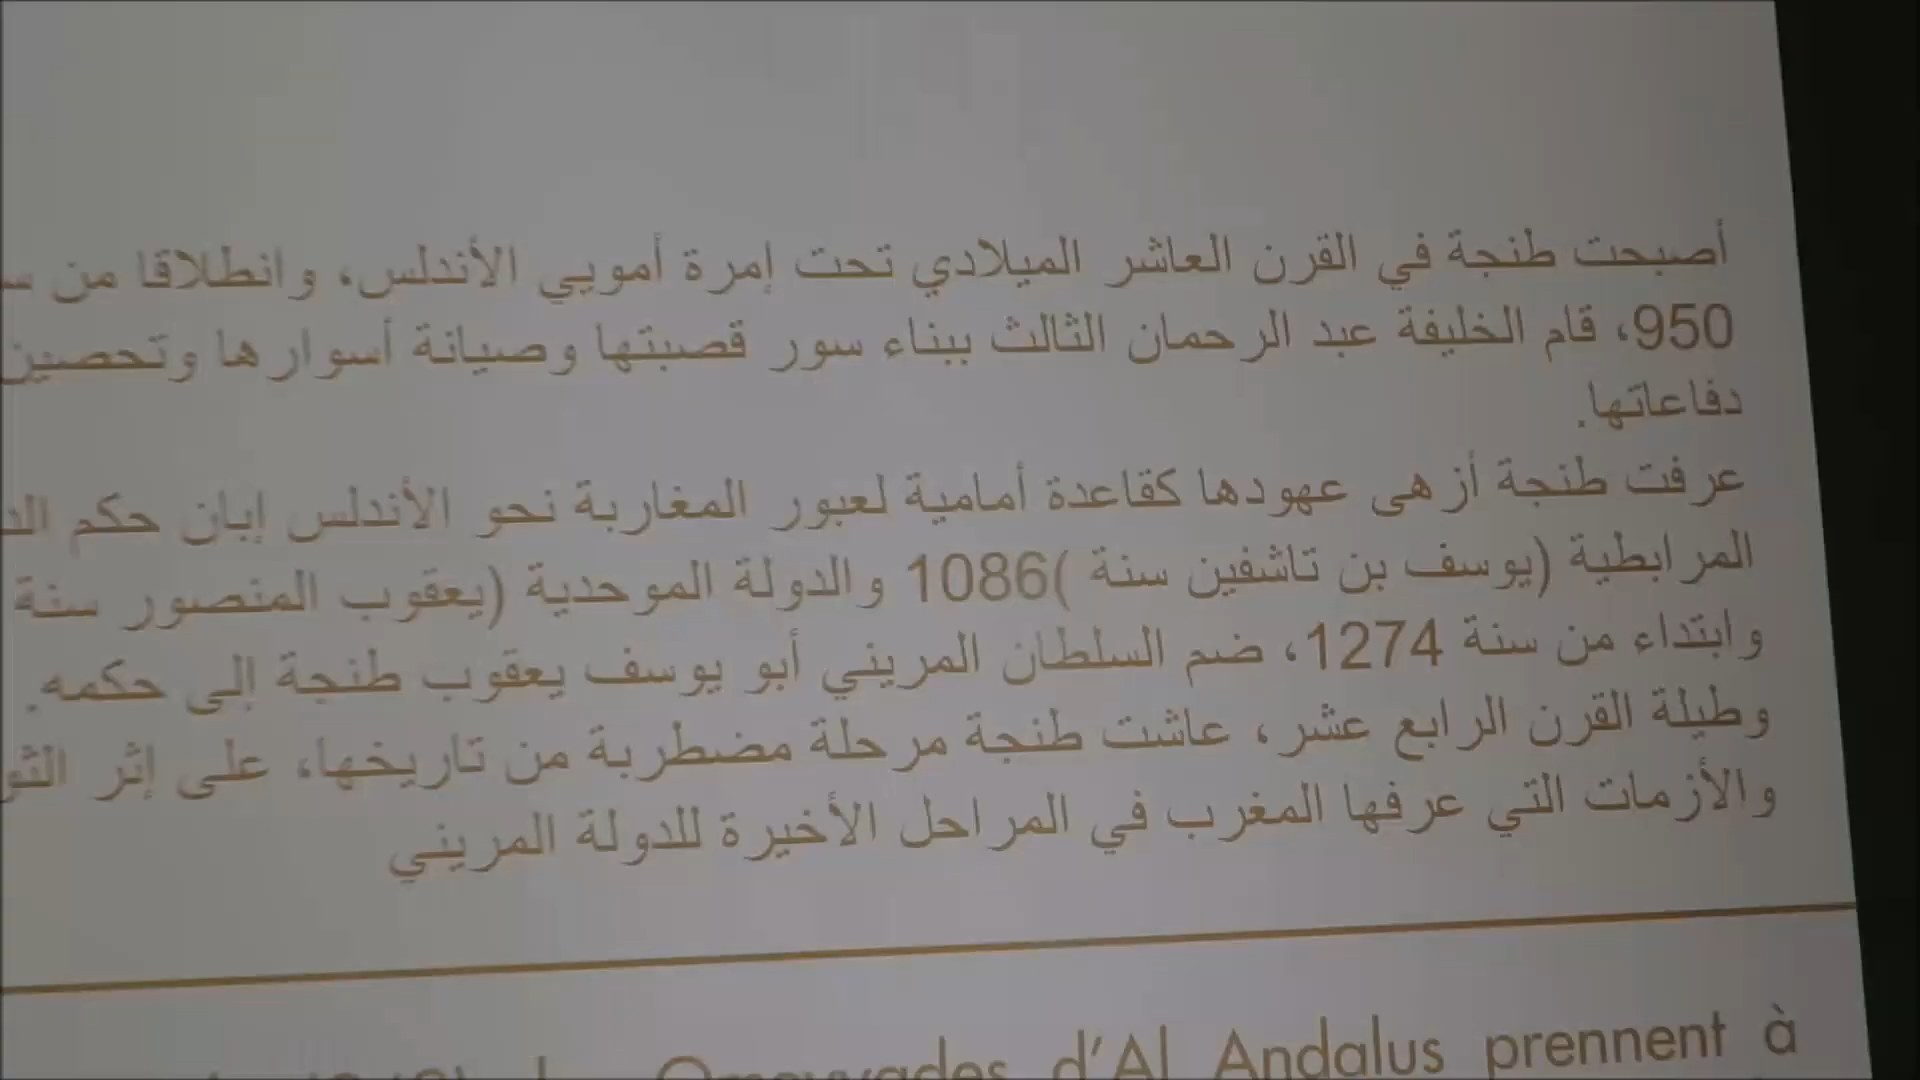 أصبحت طنجة في القرن العاشر الميلادي تحت إمرة أمويي الأندلس، وانطلاقا من
950، قام الخليفة عبد الرحمان الثالث ببناء سور قصبتها وصيانة أسوارها وتحصين
دفاعاتها.
عرفت طنجة أزهى عهودها كقاعدة أمامية لعبور المغاربة نحو الأندلس إبان حكم
المرابطية (يوسف بن تاشفين سنة )1086 والدولة الموحدية (يعقوب المنصور سنة
وابتداء من سنة 1274، ضم السلطان المريني أبو يوسف يعقوب طنجة إلى حكمه.
وطيلة القرن الرابع عشر، عاشت طنجة مرحلة مضطربة من تاريخها، على إثر
والأزمات التي عرفها المغرب في المراحل الأخيرة للدولة المريني
Omeyyades d'Al Andalus prennent à